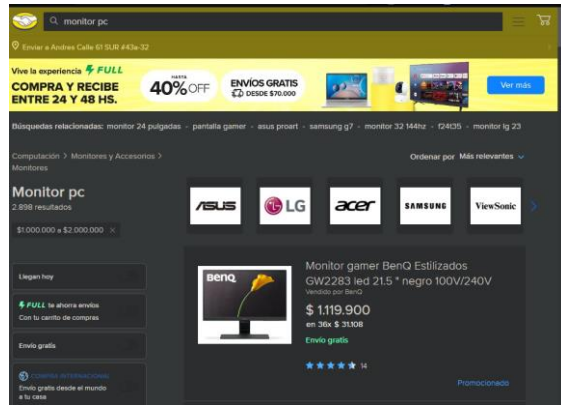 monitor pc
Enviar a Andres Calle 61 SUR #43a-32
Vive la experiencia FULL
COMPRA Y RECIBE
ENTRE 24 Y 48 HS.
HASTA
40% OFF
ENVÍOS GRATIS
DESDE $70.000
Ver más
Búsquedas relacionadas: monitor 24 pulgadas - pantalla gamer - asus proart - samsung g7 - monitor 32 144hz - f24t35 - monitor lg 23
Computación > Monitores y Accesorios >
Monitores
Ordenar por Más relevantes
Monitor pc
2.898 resultados
$1.000.000 a $2.000.000 ×
ASUS
LG
acer
SAMSUNG
ViewSonic
Llegan hoy
FULL te ahorra envíos
Con tu carrito de compras
Envío gratis
COMPRA INTERNACIONAL
Envío gratis desde el mundo
a tu casa
BenQ
Monitor gamer BenQ Estilizados
GW2283 led 21.5 " negro 100V/240V
Vendido por BenQ
$ 1.119.900
en 36x $ 31.108
Envío gratis
14
Promocionado